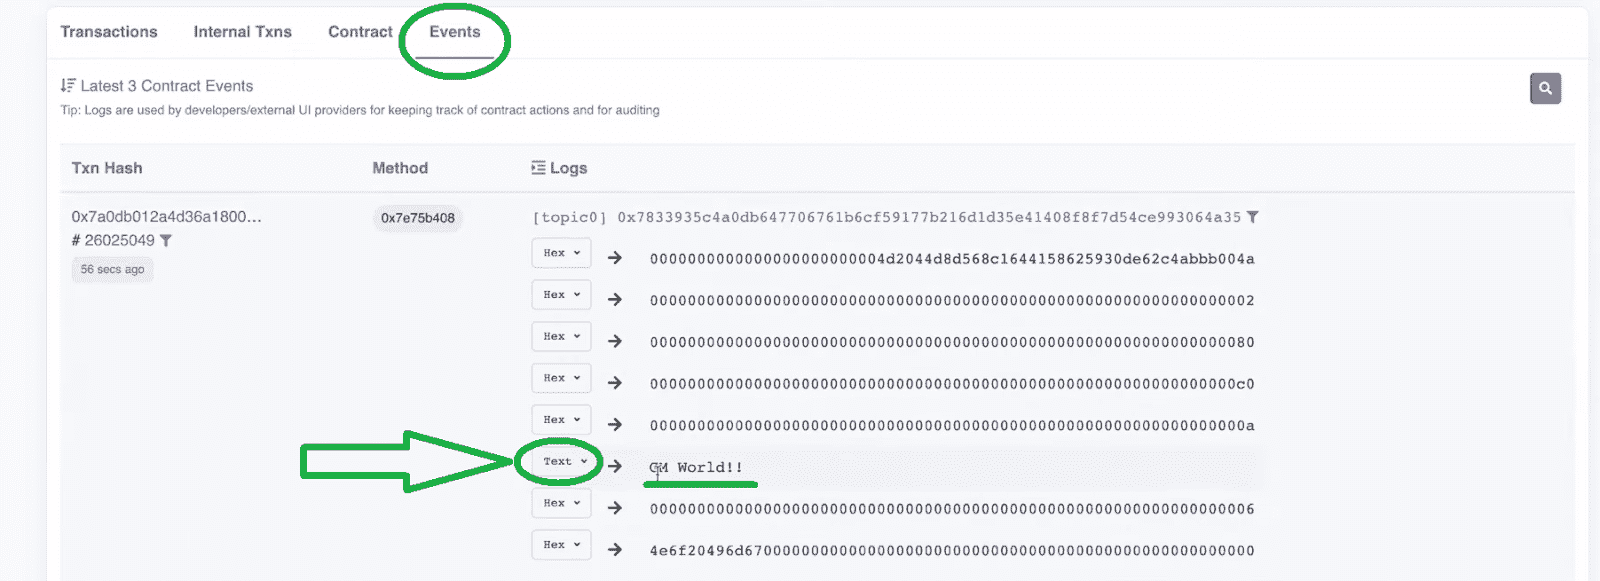 Transactions Internal Txns Contract Events
Latest 3 Contract Events
Tip: Logs are used by developers/external UI providers for keeping track of contract actions and for auditing
Txn Hash Method Logs
0x7a0db012a4d36a1800... 0x7e75b408 [topic0] 0x7833935c4a0db647706761b6cf59177b216d1d35e41408f8f7d54ce993064a35
# 26025049
56 secs ago
Hex → 0000000000000000000000004d2044d8d568c1644158625930de62c4abbb004a
Hex → 0000000000000000000000000000000000000000000000000000000000000002
Hex → 0000000000000000000000000000000000000000000000000000000000000080
Hex → 00000000000000000000000000000000000000000000000000000000000000c0
Hex → 000000000000000000000000000000000000000000000000000000000000000a
Text → GM World!!
Hex → 0000000000000000000000000000000000000000000000000000000000000006
Hex → 4e6f20496d670000000000000000000000000000000000000000000000000000